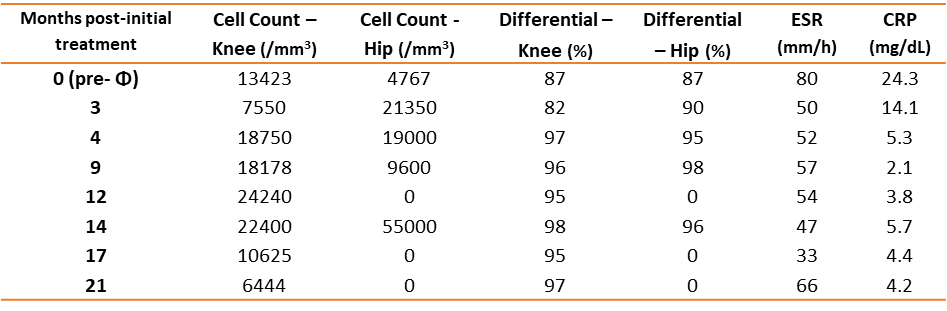 Months post-initial treatment Cell Count – Knee (/mm³) Cell Count - Hip (/mm³) Differential – Knee (%) Differential – Hip (%) ESR (mm/h) CRP (mg/dL)
0 (pre- Φ) 13423 4767 87 87 80 24.3
3 7550 21350 82 90 50 14.1
4 18750 19000 97 95 52 5.3
9 18178 9600 96 98 57 2.1
12 24240 0 95 0 54 3.8
14 22400 55000 98 96 47 5.7
17 10625 0 95 0 33 4.4
21 6444 0 97 0 66 4.2